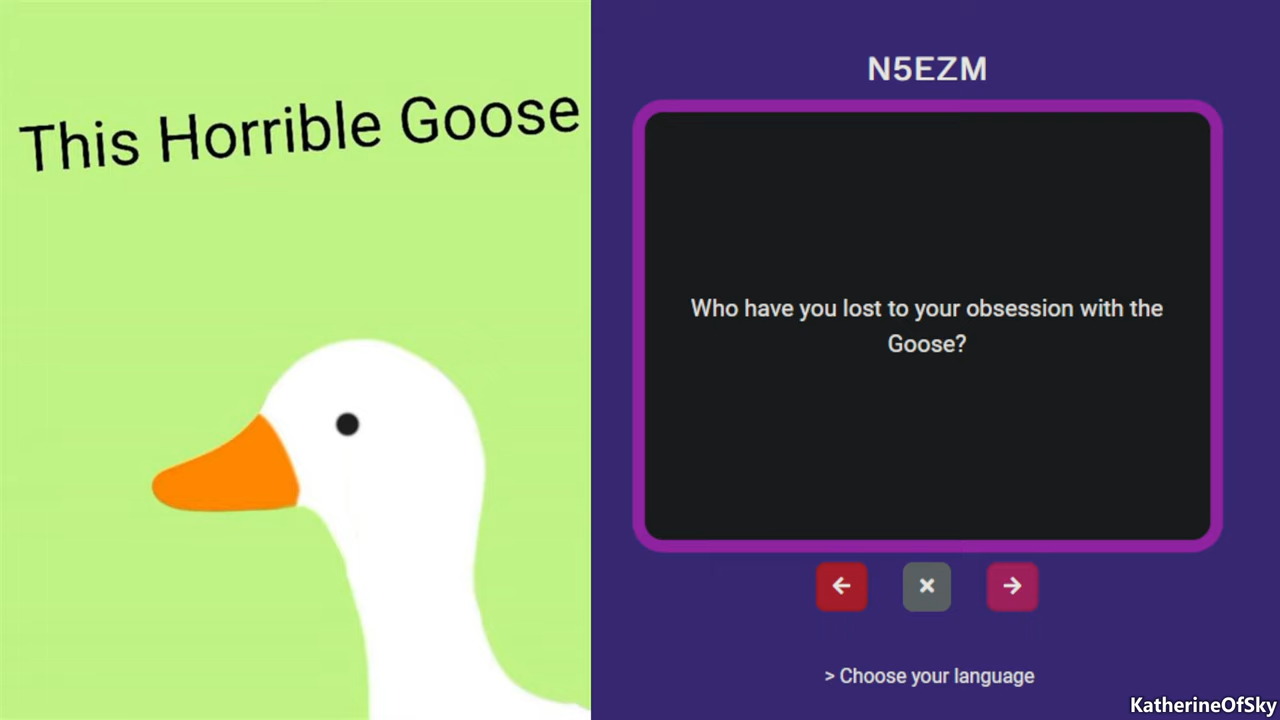 This Horrible Goose
N5EZM
Who have you lost to your obsession with the
Goose?
> Choose your language
KatherineOfSky